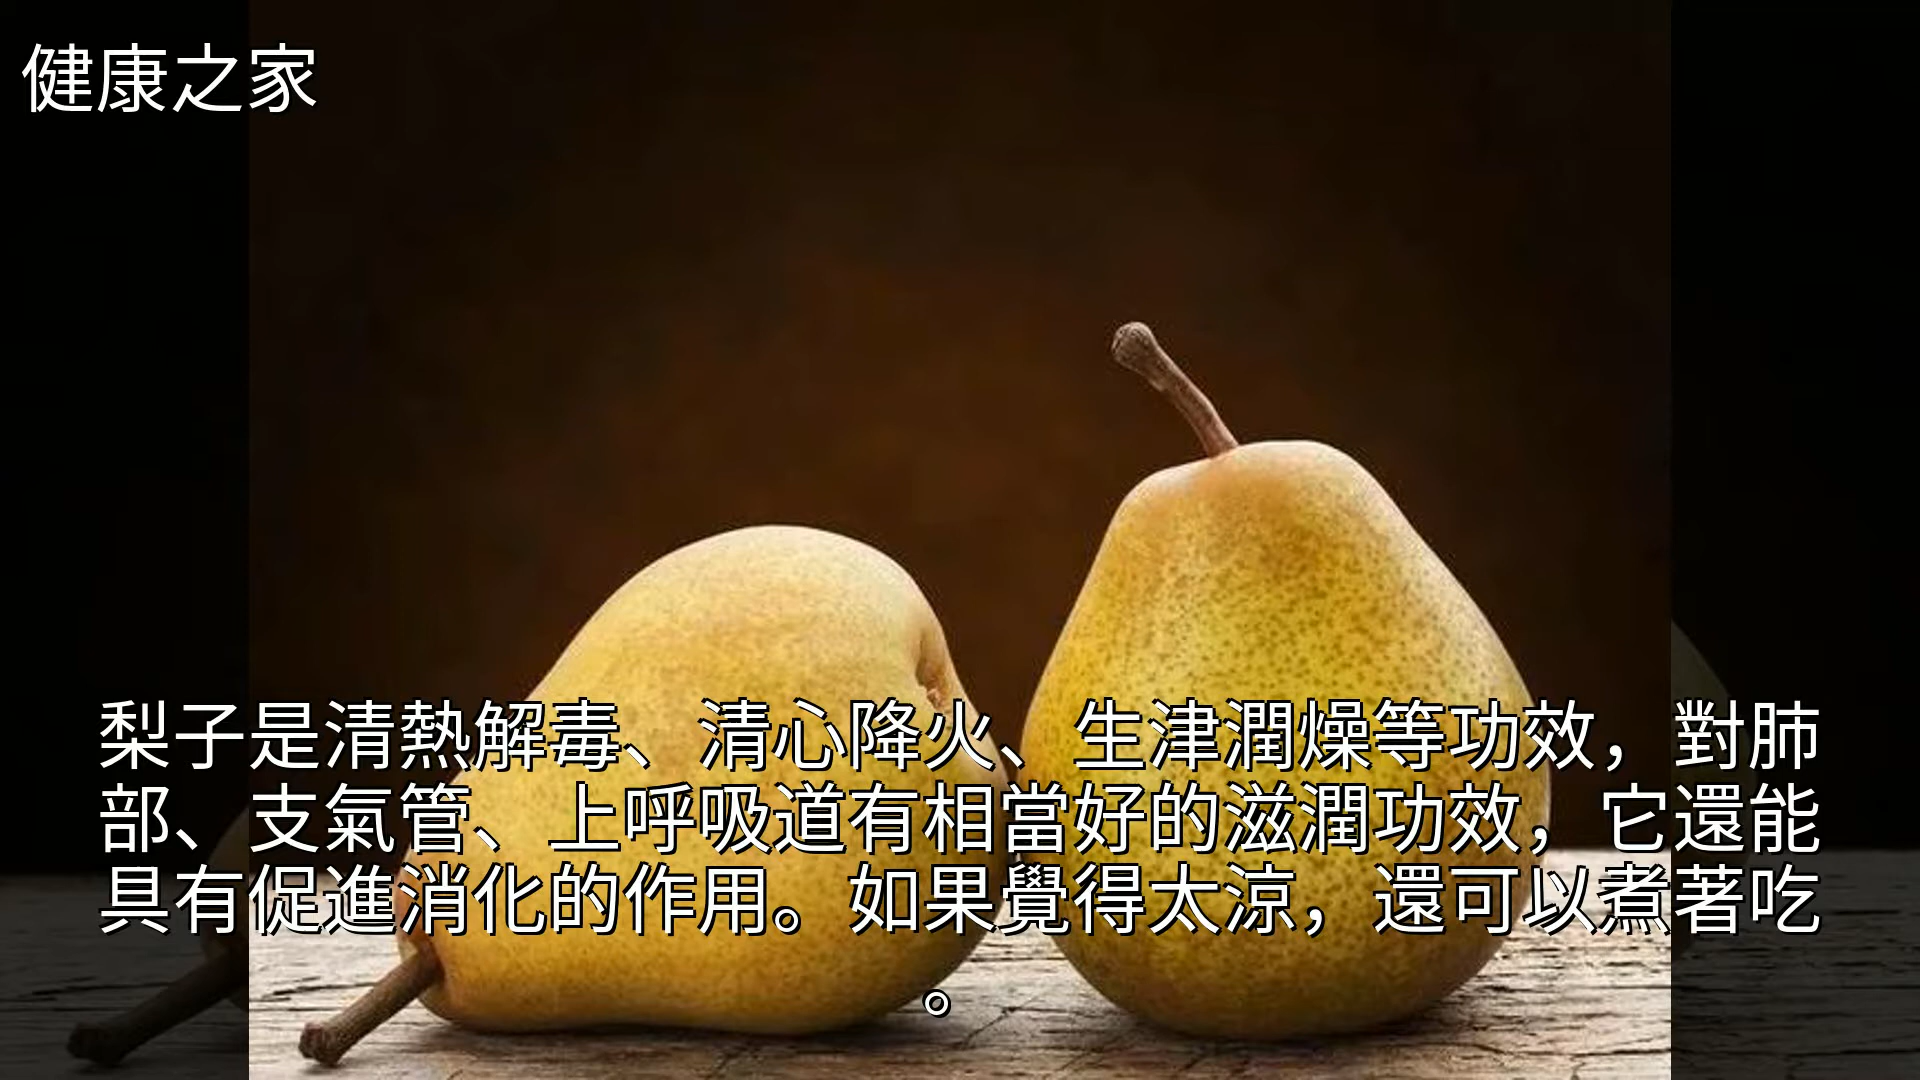 健康之家
梨子是清熱解毒、清心降火、生津潤燥等功效，對肺
部、支氣管、上呼吸道有相當好的滋潤功效，它還能
具有促進消化的作用。如果覺得太涼，還可以煮著吃
。